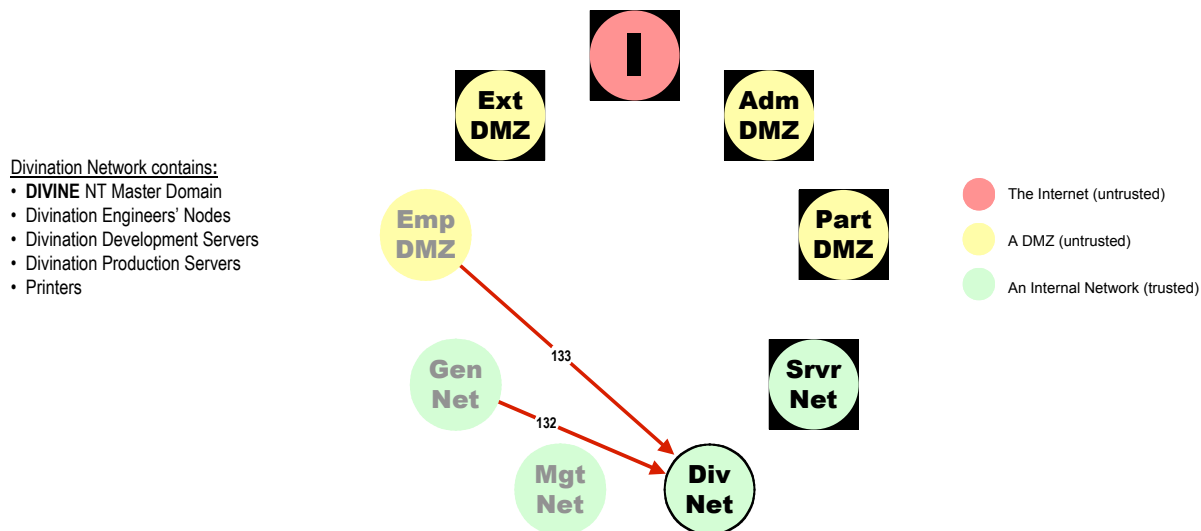 I
Ext
DMZ
Adm
DMZ
Divination Network contains:
• DIVINE NT Master Domain
• Divination Engineers’ Nodes
• Divination Development Servers
• Divination Production Servers
• Printers
Emp
DMZ
Part
DMZ
The Internet (untrusted)
A DMZ (untrusted)
An Internal Network (trusted)
133
Gen
Net
Srvr
Net
132
Mgt
Net
Div
Net